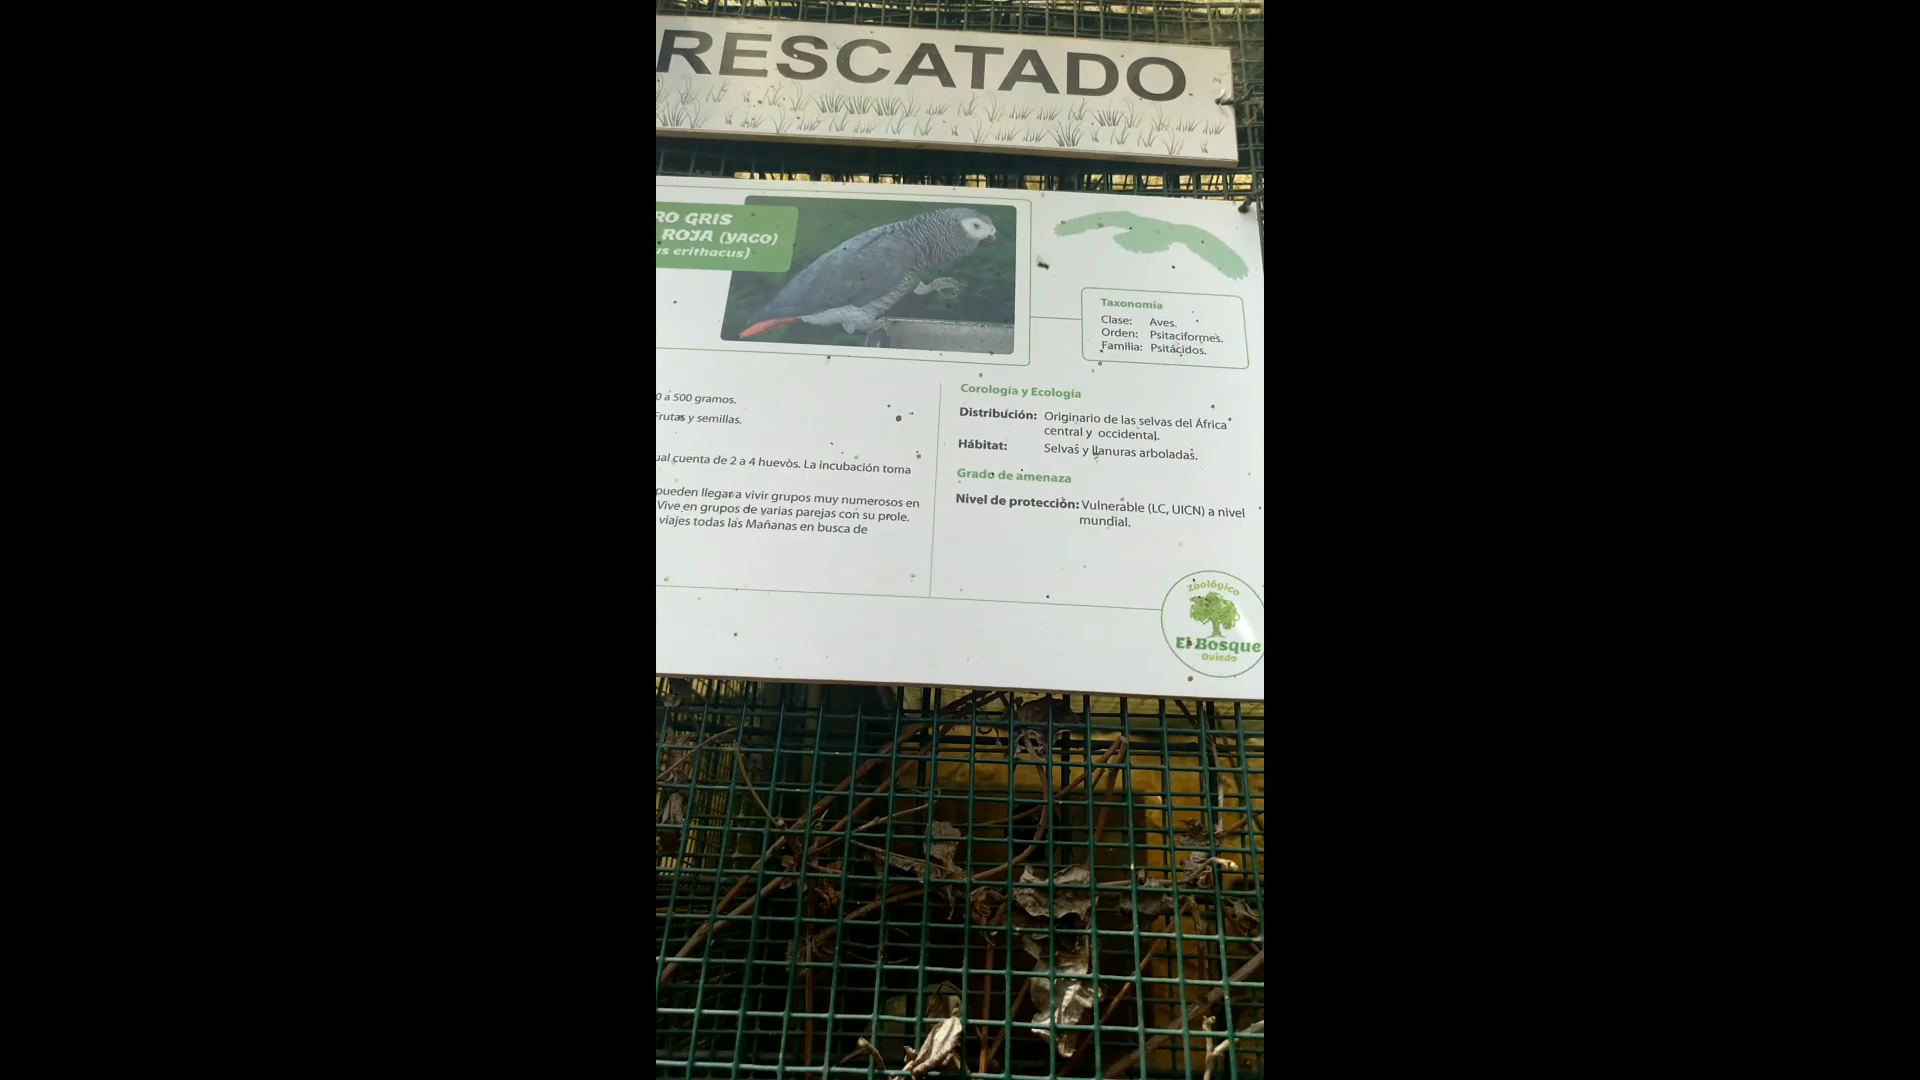 RESCATADO
RO GRIS
ROJA (YACO)
us erithacus)
Taxonomía
Clase: Aves.
Orden: Psitaciformes.
Familia: Psitácidos.
0 a 500 gramos.
Frutas y semillas.
ual cuenta de 2 a 4 huevos. La incubación toma
pueden llegar a vivir grupos muy numerosos en
Vive en grupos de varias parejas con su prole.
viajes todas las Mañanas en busca de
Corología y Ecología
Distribución: Originario de las selvas del África
central y occidental.
Hábitat: Selvas y llanuras arboladas.
Grado de amenaza
Nivel de protección: Vulnerable (LC, UICN) a nivel
mundial.
Zoológico
El Bosque
Oviedo